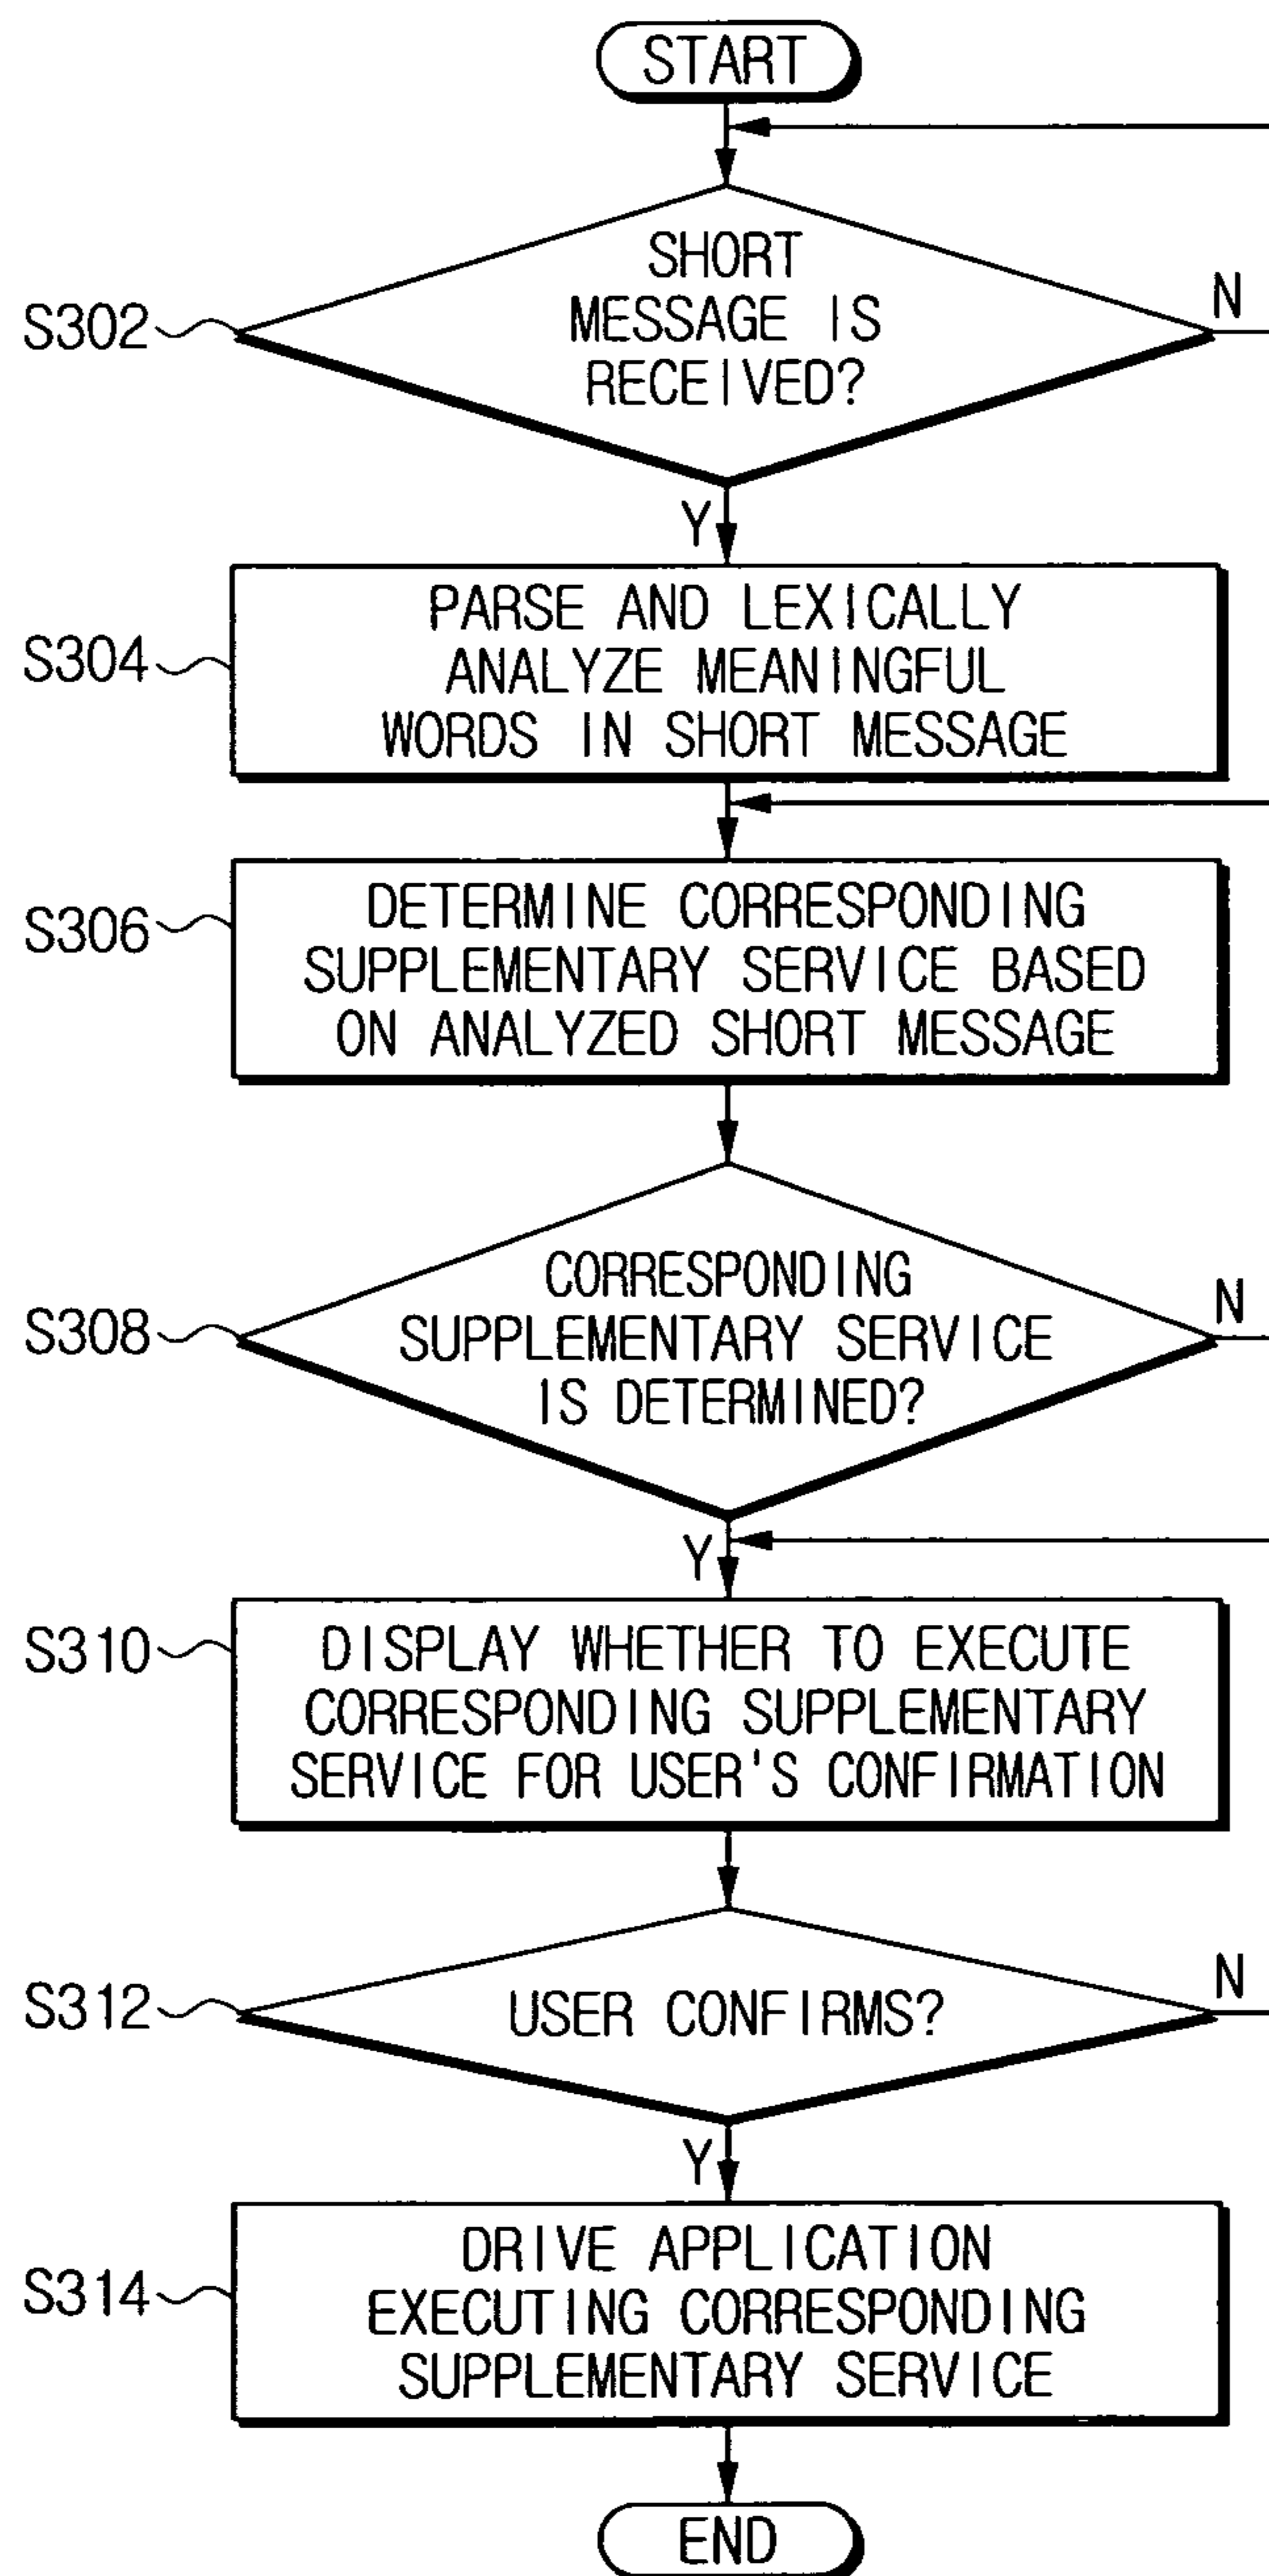 START
S302
SHORT
MESSAGE IS
RECEIVED?
N
Y
S304
PARSE AND LEXICALLY
ANALYZE MEANINGFUL
WORDS IN SHORT MESSAGE
S306
DETERMINE CORRESPONDING
SUPPLEMENTARY SERVICE BASED
ON ANALYZED SHORT MESSAGE
S308
CORRESPONDING
SUPPLEMENTARY SERVICE
IS DETERMINED?
N
Y
S310
DISPLAY WHETHER TO EXECUTE
CORRESPONDING SUPPLEMENTARY
SERVICE FOR USER'S CONFIRMATION
S312
USER CONFIRMS?
N
Y
S314
DRIVE APPLICATION
EXECUTING CORRESPONDING
SUPPLEMENTARY SERVICE
END